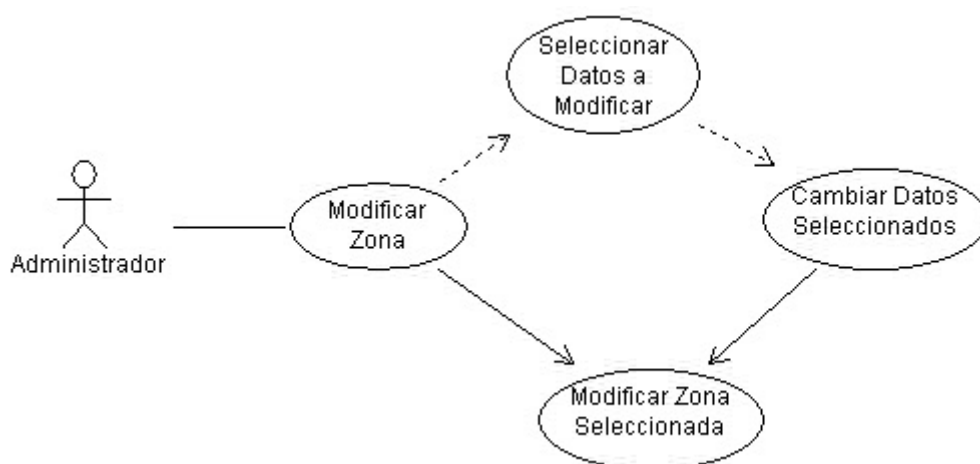 Seleccionar
Datos a
Modificar
Modificar
Zona
Cambiar Datos
Seleccionados
Administrador
Modificar Zona
Seleccionada